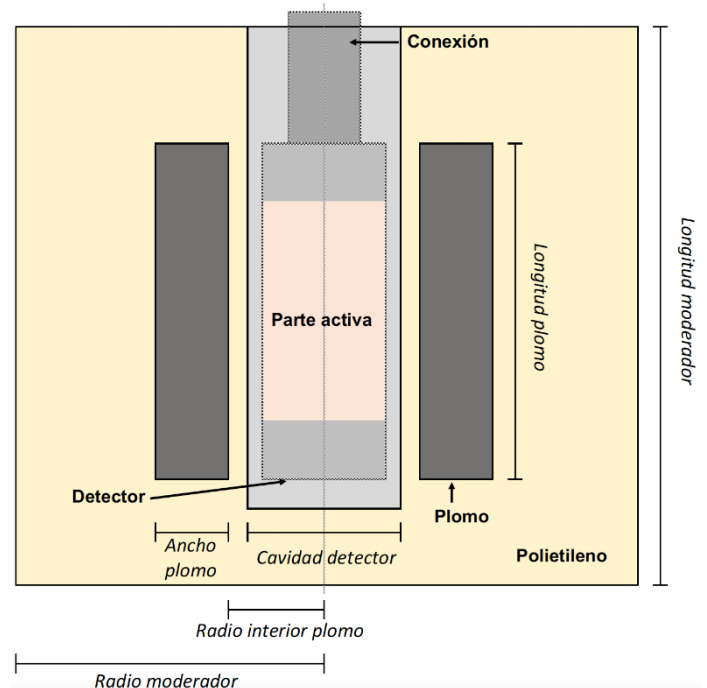 Conexión
Longitud moderador
Longitud plomo
Parte activa
Detector
Plomo
Ancho
plomo
Cavidad detector
Polietileno
Radio interior plomo
Radio moderador